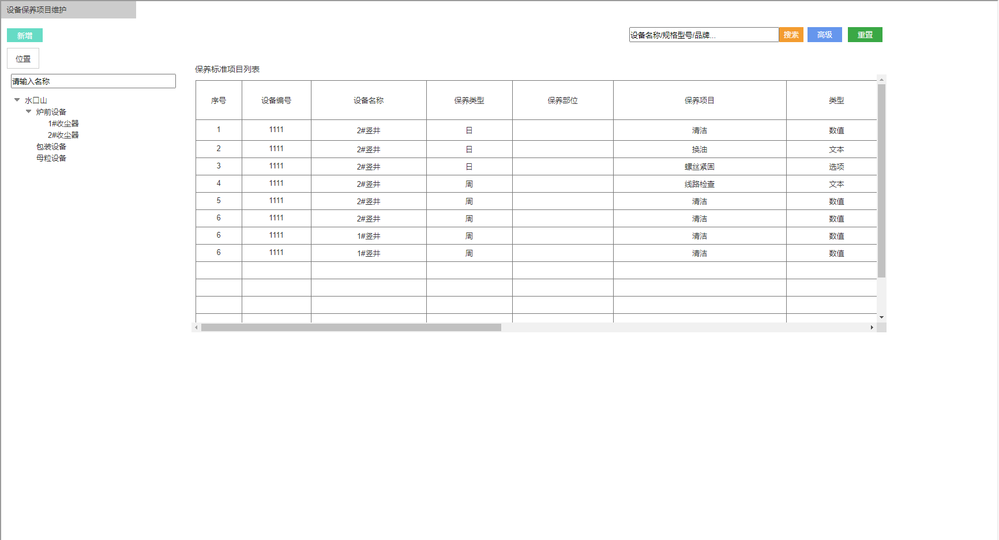 设备保养项目维护
新增
设备名称/规格型号/品牌... 搜索 高级 重置
位置
请输入名称
水口山
炉前设备
1#收尘器
2#收尘器
包装设备
母粒设备
保养标准项目列表
序号 设备编号 设备名称 保养类型 保养部位 保养项目 类型
1 1111 2#竖井 日 清洁 数值
2 1111 2#竖井 日 换油 文本
3 1111 2#竖井 日 螺丝紧固 选项
4 1111 2#竖井 周 线路检查 文本
5 1111 2#竖井 周 清洁 数值
6 1111 2#竖井 周 清洁 数值
6 1111 1#竖井 周 清洁 数值
6 1111 1#竖井 周 清洁 数值